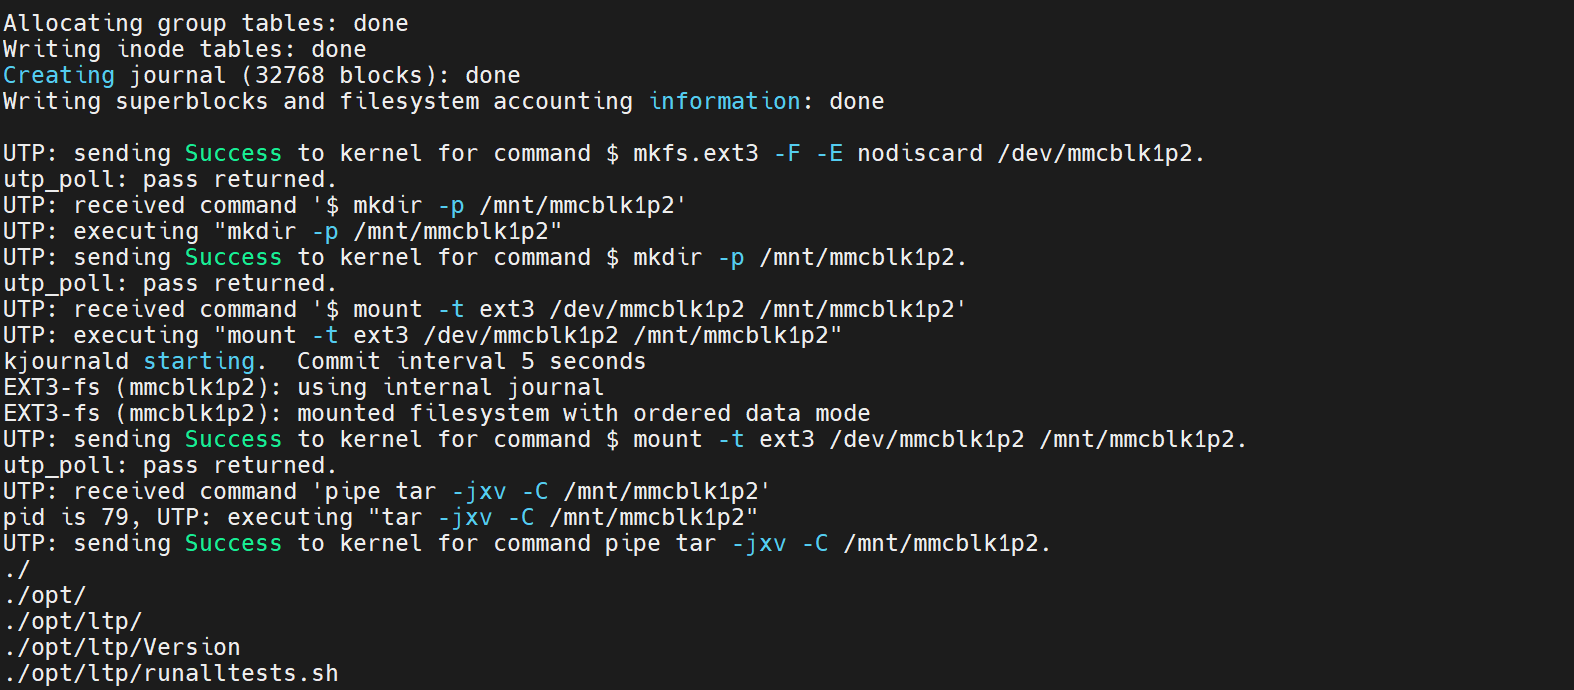 Allocating group tables: done
Writing inode tables: done
Creating journal (32768 blocks): done
Writing superblocks and filesystem accounting information: done
UTP: sending Success to kernel for command $ mkfs.ext3 -F -E nodiscard /dev/mmcblk1p2.
utp_poll: pass returned.
UTP: received command '$ mkdir -p /mnt/mmcblk1p2'
UTP: executing "mkdir -p /mnt/mmcblk1p2"
UTP: sending Success to kernel for command $ mkdir -p /mnt/mmcblk1p2.
utp_poll: pass returned.
UTP: received command '$ mount -t ext3 /dev/mmcblk1p2 /mnt/mmcblk1p2'
UTP: executing "mount -t ext3 /dev/mmcblk1p2 /mnt/mmcblk1p2"
kjournald starting.  Commit interval 5 seconds
EXT3-fs (mmcblk1p2): using internal journal
EXT3-fs (mmcblk1p2): mounted filesystem with ordered data mode
UTP: sending Success to kernel for command $ mount -t ext3 /dev/mmcblk1p2 /mnt/mmcblk1p2.
utp_poll: pass returned.
UTP: received command 'pipe tar -jxv -C /mnt/mmcblk1p2'
pid is 79, UTP: executing "tar -jxv -C /mnt/mmcblk1p2"
UTP: sending Success to kernel for command pipe tar -jxv -C /mnt/mmcblk1p2.
./
./opt/
./opt/ltp/
./opt/ltp/Version
./opt/ltp/runalltests.sh